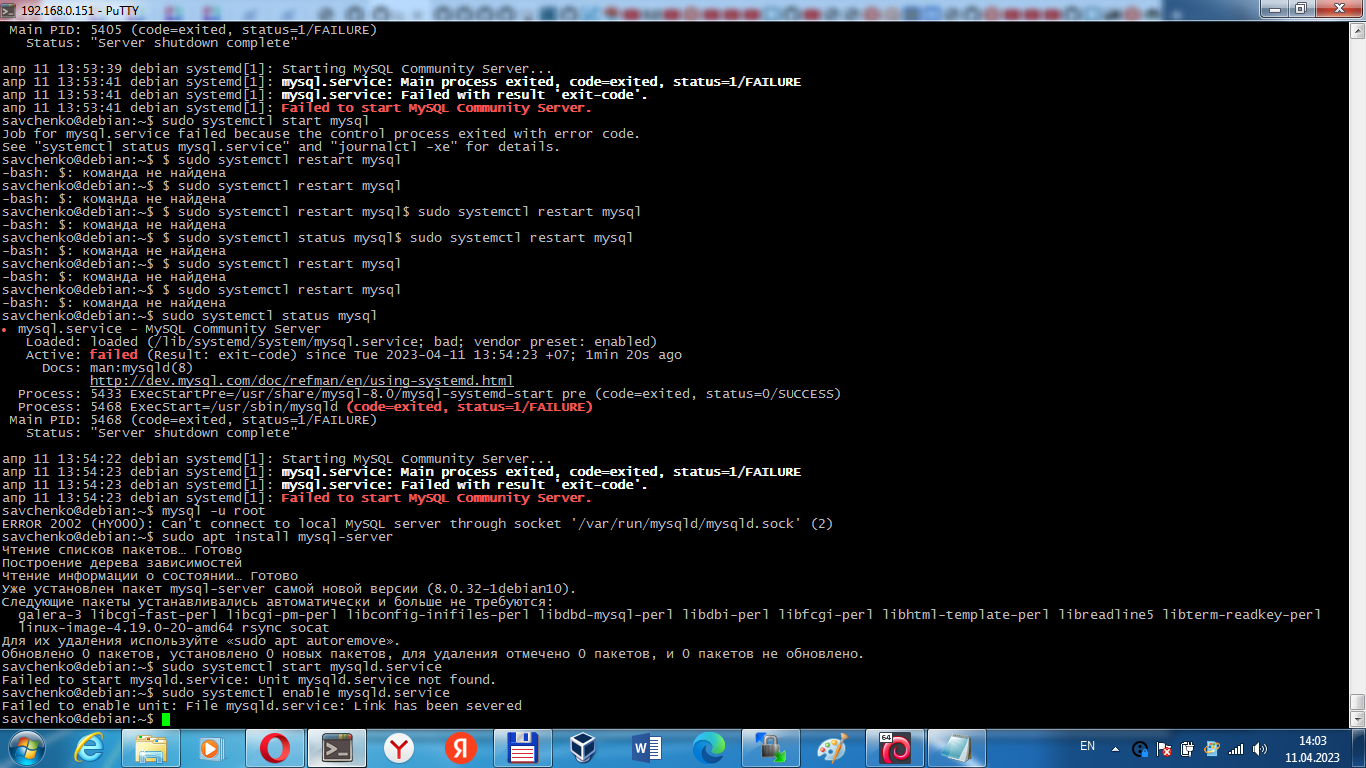 192.168.0.151 - PuTTY
Main PID: 5405 (code=exited, status=1/FAILURE)
Status: "Server shutdown complete"
апр 11 13:53:39 debian systemd[1]: Starting MySQL Community Server...
апр 11 13:53:41 debian systemd[1]: mysql.service: Main process exited, code=exited, status=1/FAILURE
апр 11 13:53:41 debian systemd[1]: mysql.service: Failed with result 'exit-code'.
апр 11 13:53:41 debian systemd[1]: Failed to start MySQL Community Server.
savchenko@debian:~$ sudo systemctl start mysql
Job for mysql.service failed because the control process exited with error code.
See "systemctl status mysql.service" and "journalctl -xe" for details.
savchenko@debian:~$ $ sudo systemctl restart mysql
-bash: $: команда не найдена
savchenko@debian:~$ $ sudo systemctl restart mysql
-bash: $: команда не найдена
savchenko@debian:~$ $ sudo systemctl restart mysql$ sudo systemctl restart mysql
-bash: $: команда не найдена
savchenko@debian:~$ $ sudo systemctl status mysql$ sudo systemctl restart mysql
-bash: $: команда не найдена
savchenko@debian:~$ $ sudo systemctl restart mysql
-bash: $: команда не найдена
savchenko@debian:~$ $ sudo systemctl restart mysql
-bash: $: команда не найдена
savchenko@debian:~$ sudo systemctl status mysql
• mysql.service - MySQL Community Server
Loaded: loaded (/lib/systemd/system/mysql.service; bad; vendor preset: enabled)
Active: failed (Result: exit-code) since Tue 2023-04-11 13:54:23 +07; 1min 20s ago
Docs: man:mysqld(8)
http://dev.mysql.com/doc/refman/en/using-systemd.html
Process: 5433 ExecStartPre=/usr/share/mysql-8.0/mysql-systemd-start pre (code=exited, status=0/SUCCESS)
Process: 5468 ExecStart=/usr/sbin/mysqld (code=exited, status=1/FAILURE)
Main PID: 5468 (code=exited, status=1/FAILURE)
Status: "Server shutdown complete"
апр 11 13:54:22 debian systemd[1]: Starting MySQL Community Server...
апр 11 13:54:23 debian systemd[1]: mysql.service: Main process exited, code=exited, status=1/FAILURE
апр 11 13:54:23 debian systemd[1]: mysql.service: Failed with result 'exit-code'.
апр 11 13:54:23 debian systemd[1]: Failed to start MySQL Community Server.
savchenko@debian:~$ mysql -u root
ERROR 2002 (HY000): Can't connect to local MySQL server through socket '/var/run/mysqld/mysqld.sock' (2)
savchenko@debian:~$ sudo apt install mysql-server
Чтение списков пакетов… Готово
Построение дерева зависимостей
Чтение информации о состоянии… Готово
Уже установлен пакет mysql-server самой новой версии (8.0.32-1debian10).
Следующие пакеты устанавливались автоматически и больше не требуются:
galera-3 libcgi-fast-perl libcgi-pm-perl libconfig-inifiles-perl libdbd-mysql-perl libdbi-perl libfcgi-perl libhtml-template-perl libreadline5 libterm-readkey-perl
linux-image-4.19.0-20-amd64 rsync socat
Для их удаления используйте «sudo apt autoremove».
Обновлено 0 пакетов, установлено 0 новых пакетов, для удаления отмечено 0 пакетов, и 0 пакетов не обновлено.
savchenko@debian:~$ sudo systemctl start mysqld.service
Failed to start mysqld.service: Unit mysqld.service not found.
savchenko@debian:~$ sudo systemctl enable mysqld.service
Failed to enable unit: File mysqld.service: Link has been severed
savchenko@debian:~$
EN
14:03
11.04.2023
64